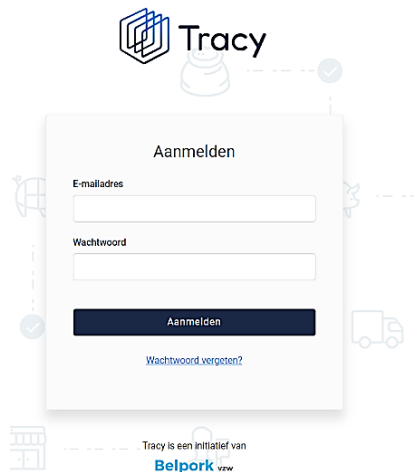 Tracy
Aanmelden
E-mailadres
Wachtwoord
Aanmelden
Wachtwoord vergeten?
Tracy is een initiatief van
Belpork vzw